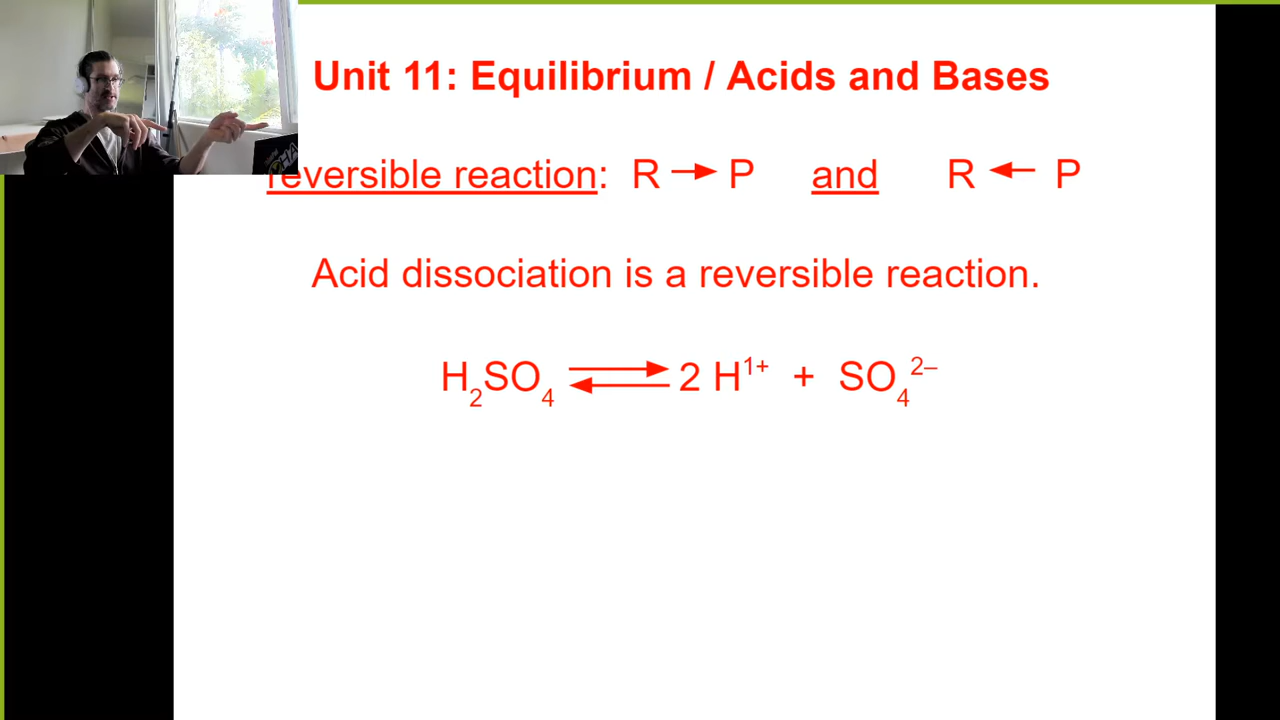 Unit 11: Equilibrium / Acids and Bases
reversible reaction: R → P and R ← P
Acid dissociation is a reversible reaction.
H₂SO₄ ⇄ 2 H¹⁺ + SO₄²⁻